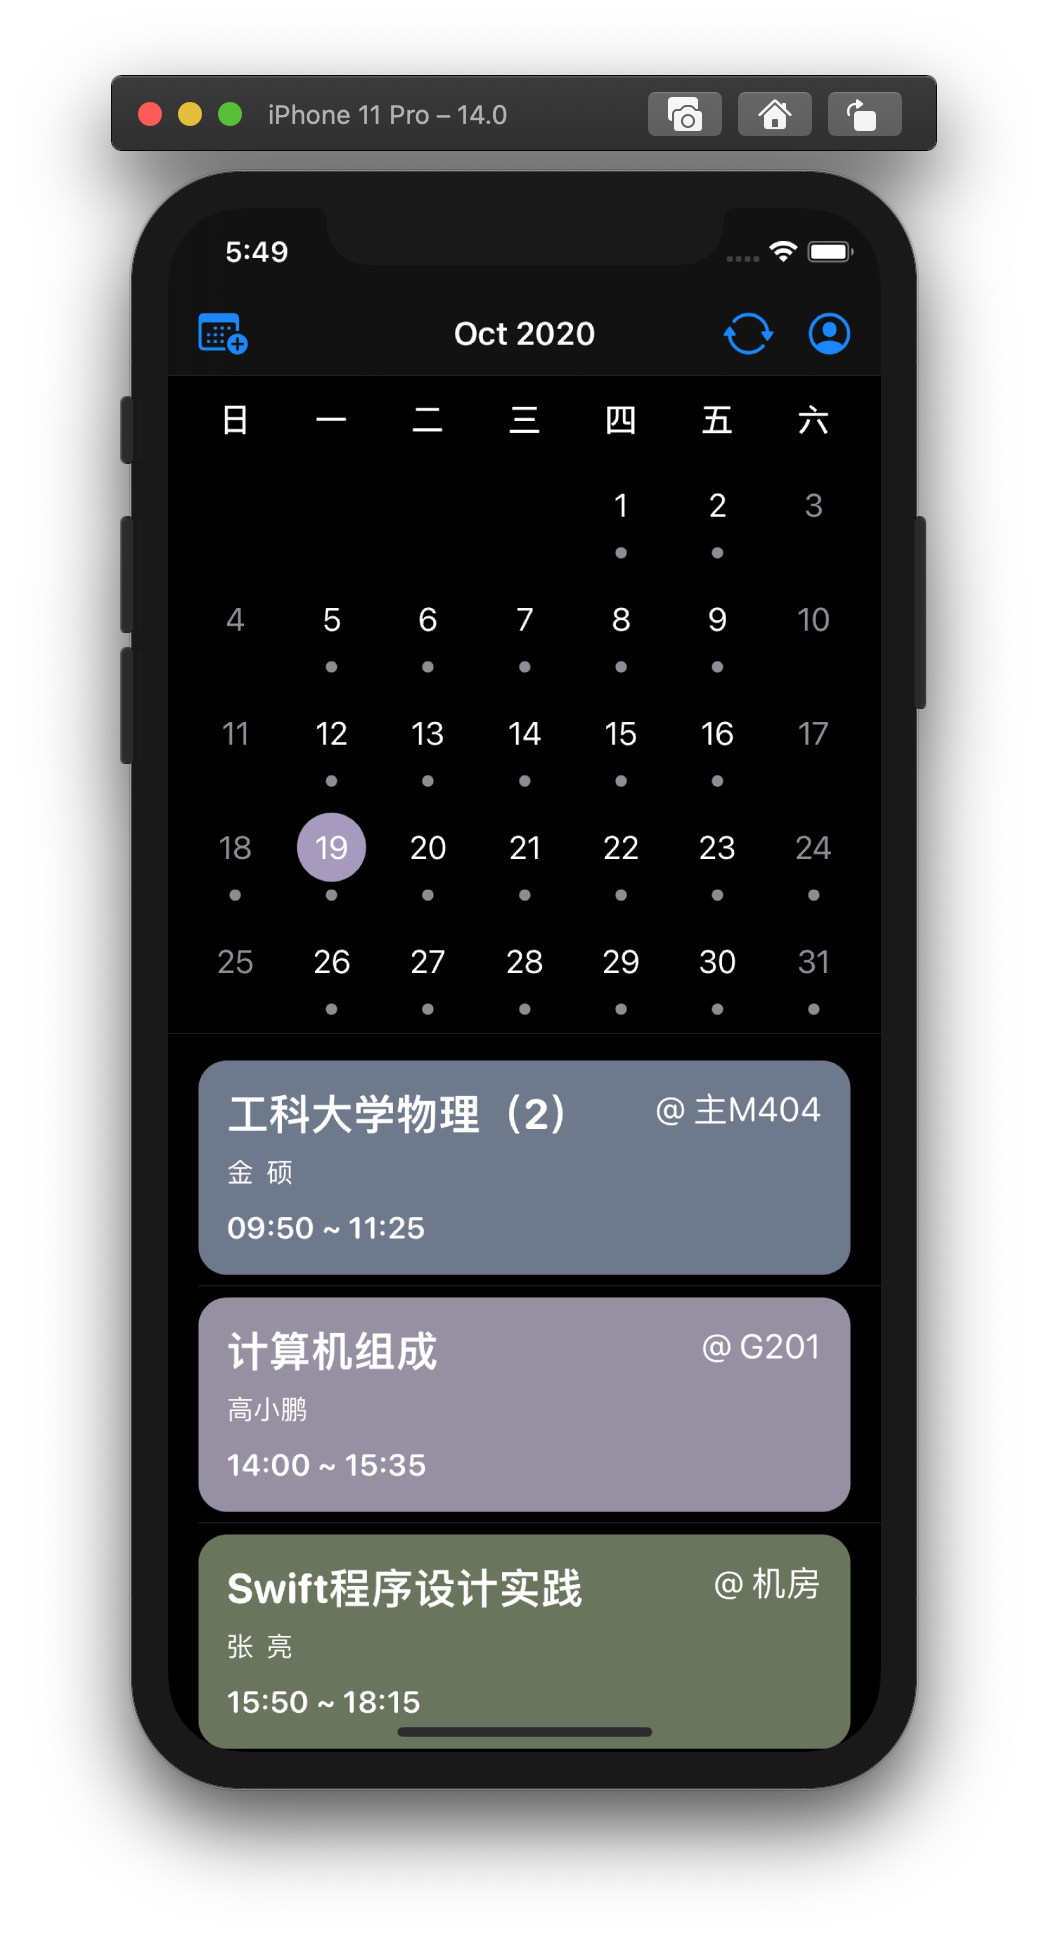 iPhone 11 Pro – 14.0
5:49
Oct 2020
日 一 二 三 四 五 六
1 2 3
4 5 6 7 8 9 10
11 12 13 14 15 16 17
18 19 20 21 22 23 24
25 26 27 28 29 30 31
工科大学物理（2） @ 主M404
金 硕
09:50 ~ 11:25
计算机组成 @ G201
高小鹏
14:00 ~ 15:35
Swift程序设计实践 @ 机房
张 亮
15:50 ~ 18:15